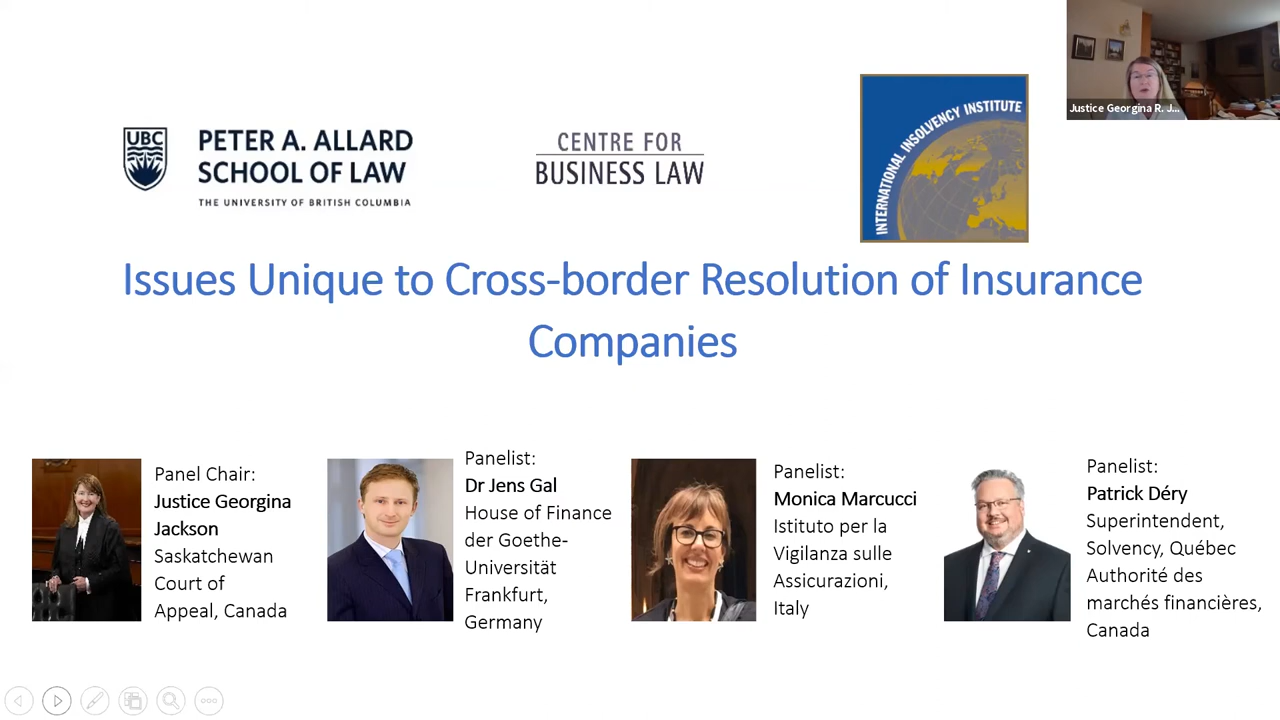 Justice Georgina R. J...
UBC
PETER A. ALLARD
SCHOOL OF LAW
THE UNIVERSITY OF BRITISH COLUMBIA
CENTRE FOR
BUSINESS LAW
INTERNATIONAL INSOLVENCY INSTITUTE
Issues Unique to Cross-border Resolution of Insurance
Companies
Panel Chair:
Justice Georgina
Jackson
Saskatchewan
Court of
Appeal, Canada
Panelist:
Dr Jens Gal
House of Finance
der Goethe-
Universität
Frankfurt,
Germany
Panelist:
Monica Marcucci
Istituto per la
Vigilanza sulle
Assicurazioni,
Italy
Panelist:
Patrick Déry
Superintendent,
Solvency, Québec
Authorité des
marchés financières,
Canada